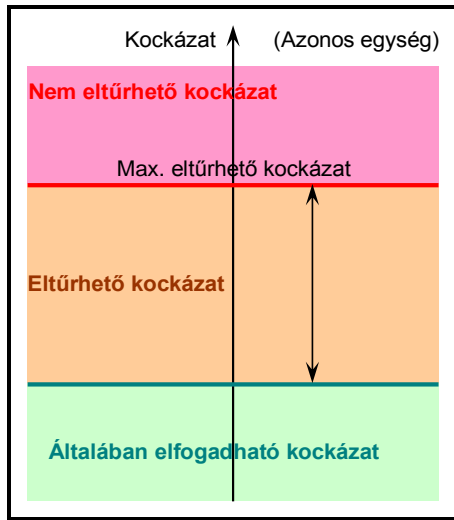 Kockázat (Azonos egység)
Nem eltűrhető kockázat
Max. eltűrhető kockázat
Eltűrhető kockázat
Általában elfogadható kockázat